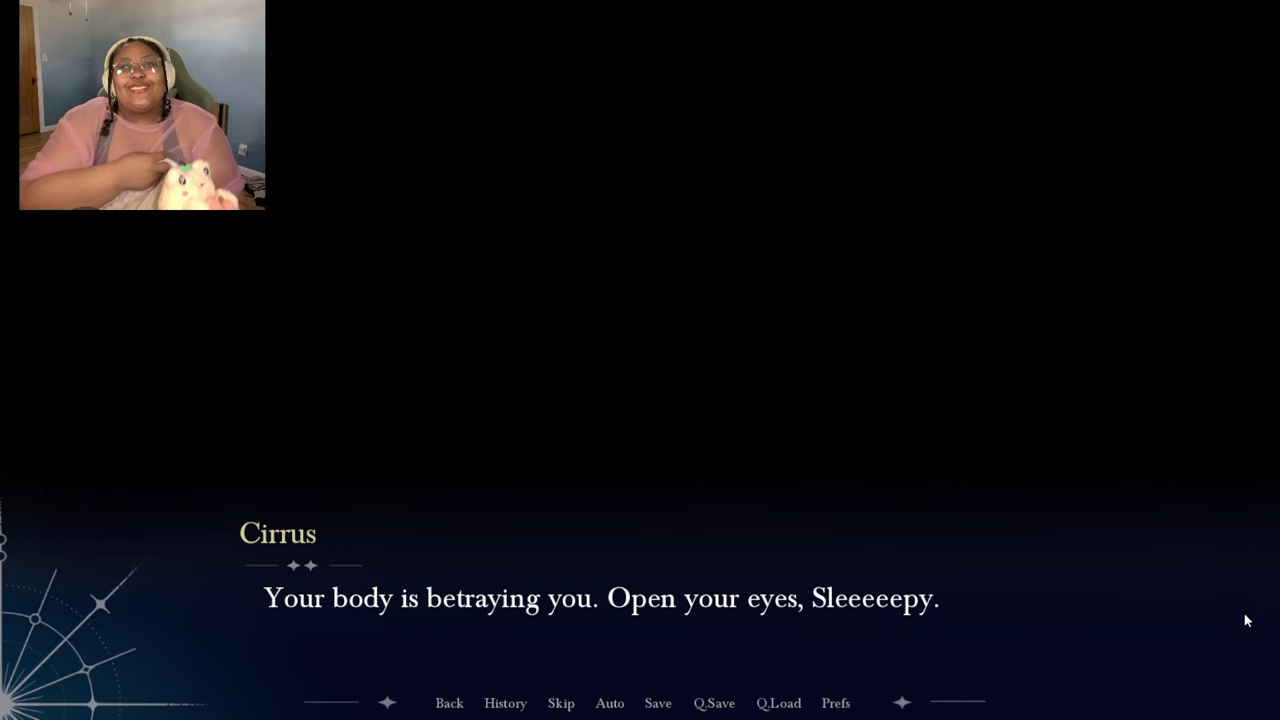 Cirrus
Your body is betraying you. Open your eyes, Sleeeeepy.
Back History Skip Auto Save Q.Save Q.Load Prefs